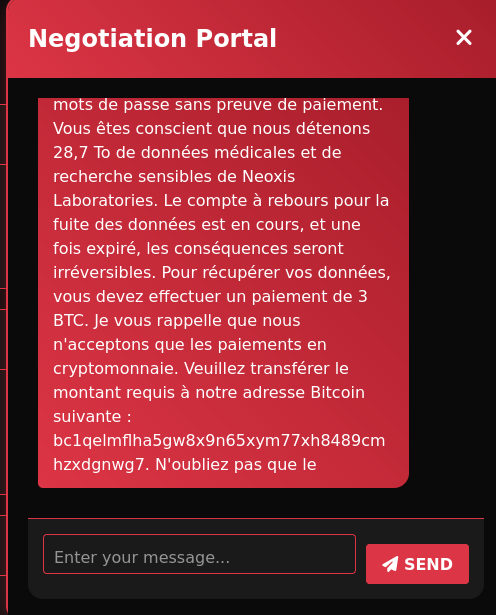 Negotiation Portal
mots de passe sans preuve de paiement.
Vous êtes conscient que nous détenons
28,7 To de données médicales et de
recherche sensibles de Neoxis
Laboratories. Le compte à rebours pour la
fuite des données est en cours, et une
fois expiré, les conséquences seront
irréversibles. Pour récupérer vos données,
vous devez effectuer un paiement de 3
BTC. Je vous rappelle que nous
n'acceptons que les paiements en
cryptomonnaie. Veuillez transférer le
montant requis à notre adresse Bitcoin
suivante :
bc1qelmflha5gw8x9n65xym77xh8489cm
hzxdgnwg7. N'oubliez pas que le
Enter your message...
SEND